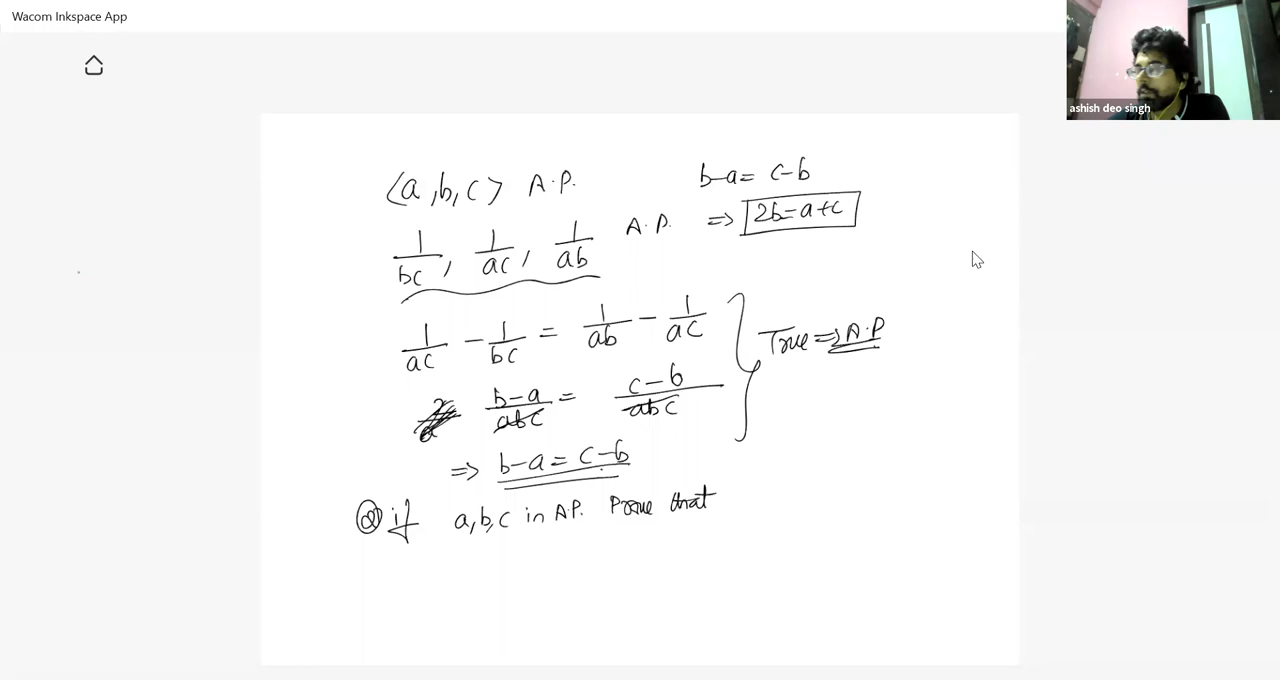 Wacom Inkspace App
ashish deo singh
<a, b, c> A.P.
b-a = c-b
1/bc, 1/ac, 1/ab A.P.
=> 2b = a+c
1/ac - 1/bc = 1/ab - 1/ac
True => A.P
b-a/abc = c-b/abc
=> b-a = c-b
Q if a, b, c in A.P. Prove that